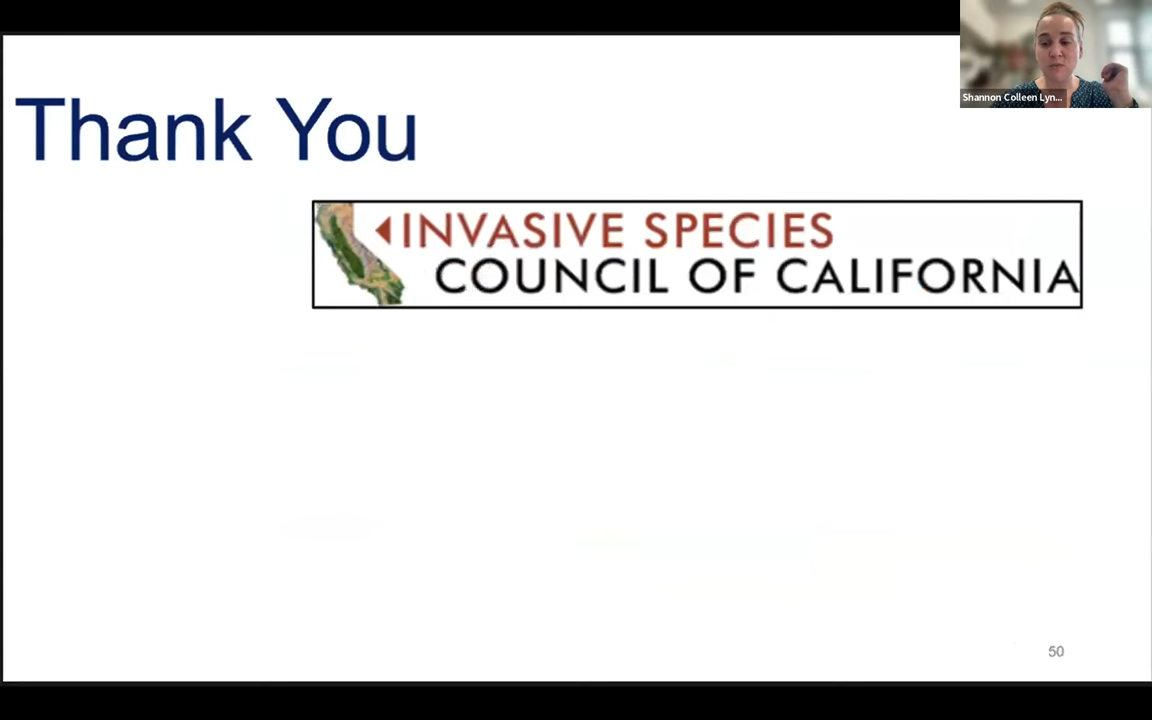 Shannon Colleen Lyn...
Thank You
INVASIVE SPECIES
COUNCIL OF CALIFORNIA
50